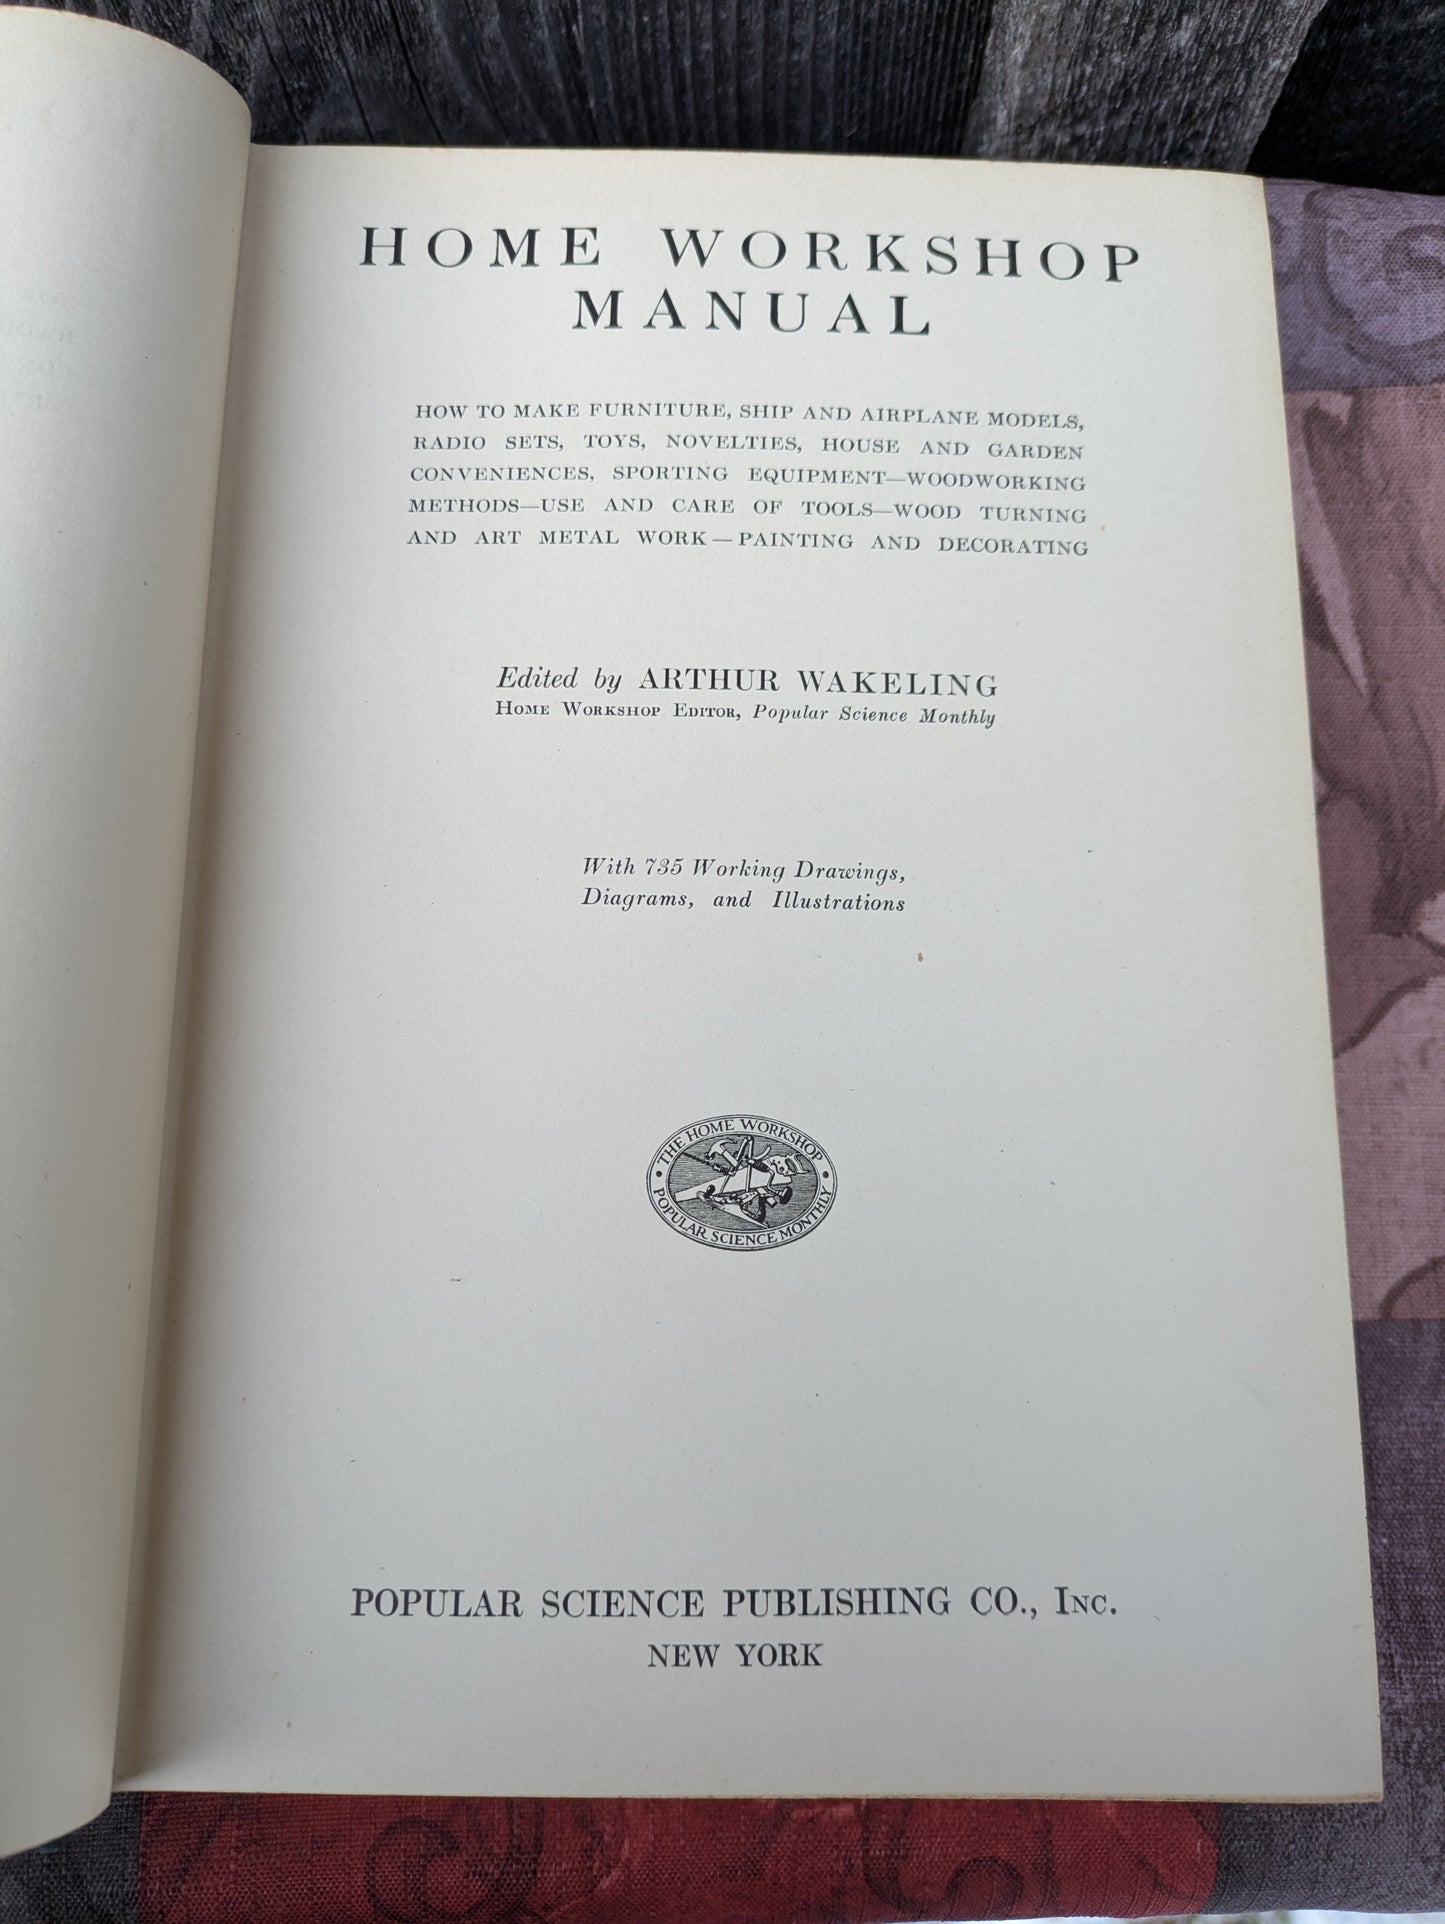 HOME WORKSHOP
MANUAL
HOW TO MAKE FURNITURE, SHIP AND AIRPLANE MODELS,
RADIO SETS, TOYS, NOVELTIES, HOUSE AND GARDEN
CONVENIENCES, SPORTING EQUIPMENT—WOODWORKING
METHODS—USE AND CARE OF TOOLS—WOOD TURNING
AND ART METAL WORK—PAINTING AND DECORATING
Edited by ARTHUR WAKELING
HOME WORKSHOP EDITOR, Popular Science Monthly
With 735 Working Drawings,
Diagrams, and Illustrations
• THE HOME WORKSHOP •
POPULAR SCIENCE MONTHLY
POPULAR SCIENCE PUBLISHING CO., INC.
NEW YORK